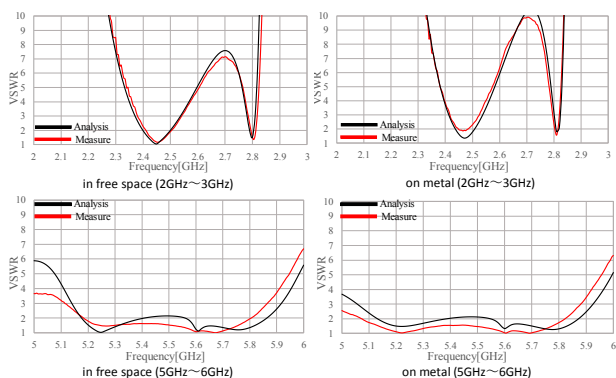 10
9
8
7
6
5
4
3
2
1
VSWR
Analysis
Measure
2 2.1 2.2 2.3 2.4 2.5 2.6 2.7 2.8 2.9 3
Frequency[GHz]
in free space (2GHz～3GHz)
10
9
8
7
6
5
4
3
2
1
VSWR
Analysis
Measure
2 2.1 2.2 2.3 2.4 2.5 2.6 2.7 2.8 2.9 3
Frequency[GHz]
on metal (2GHz～3GHz)
10
9
8
7
6
5
4
3
2
1
VSWR
Analysis
Measure
5 5.1 5.2 5.3 5.4 5.5 5.6 5.7 5.8 5.9 6
Frequency[GHz]
in free space (5GHz～6GHz)
10
9
8
7
6
5
4
3
2
1
VSWR
Analysis
Measure
5 5.1 5.2 5.3 5.4 5.5 5.6 5.7 5.8 5.9 6
Frequency[GHz]
on metal (5GHz～6GHz)